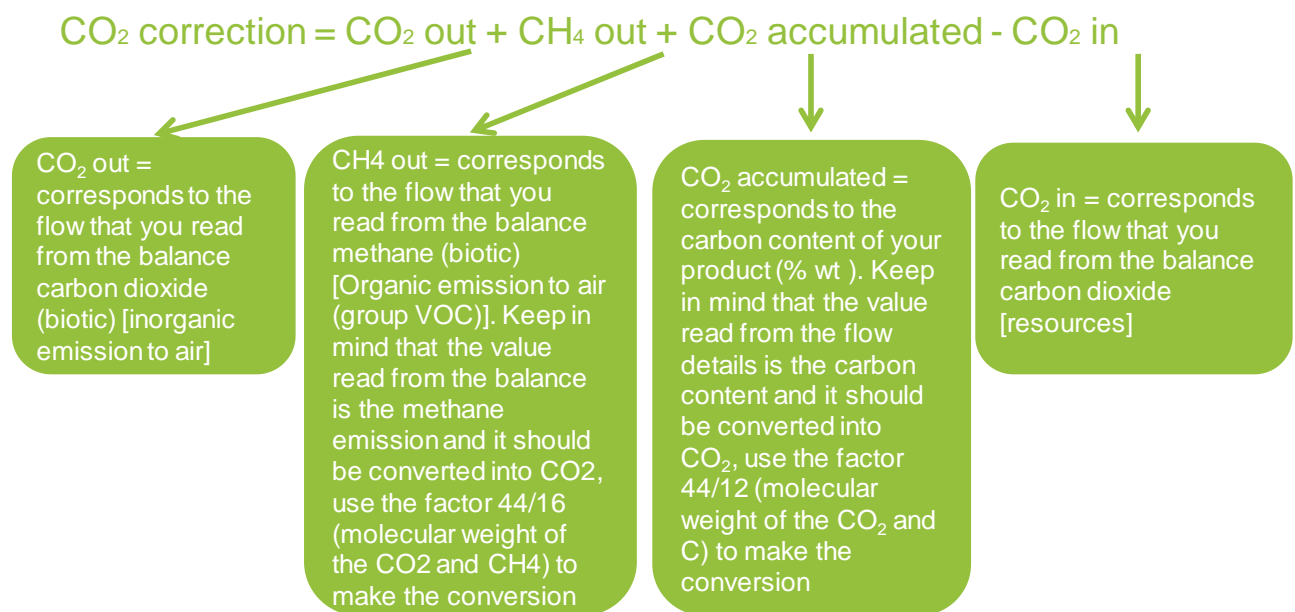 CO₂ correction = CO₂ out + CH₄ out + CO₂ accumulated - CO₂ in
CO₂ out =
corresponds to the
flow that you read
from the balance
carbon dioxide
(biotic) [inorganic
emission to air]
CH4 out = corresponds
to the flow that you
read from the balance
methane (biotic)
[Organic emission to air
(group VOC)]. Keep in
mind that the value
read from the balance
is the methane
emission and it should
be converted into CO2,
use the factor 44/16
(molecular weight of
the CO2 and CH4) to
make the conversion
CO₂ accumulated =
corresponds to the
carbon content of your
product (% wt ). Keep
in mind that the value
read from the flow
details is the carbon
content and it should
be converted into
CO₂, use the factor
44/12 (molecular
weight of the CO₂ and
C) to make the
conversion
CO₂ in = corresponds
to the flow that you
read from the balance
carbon dioxide
[resources]